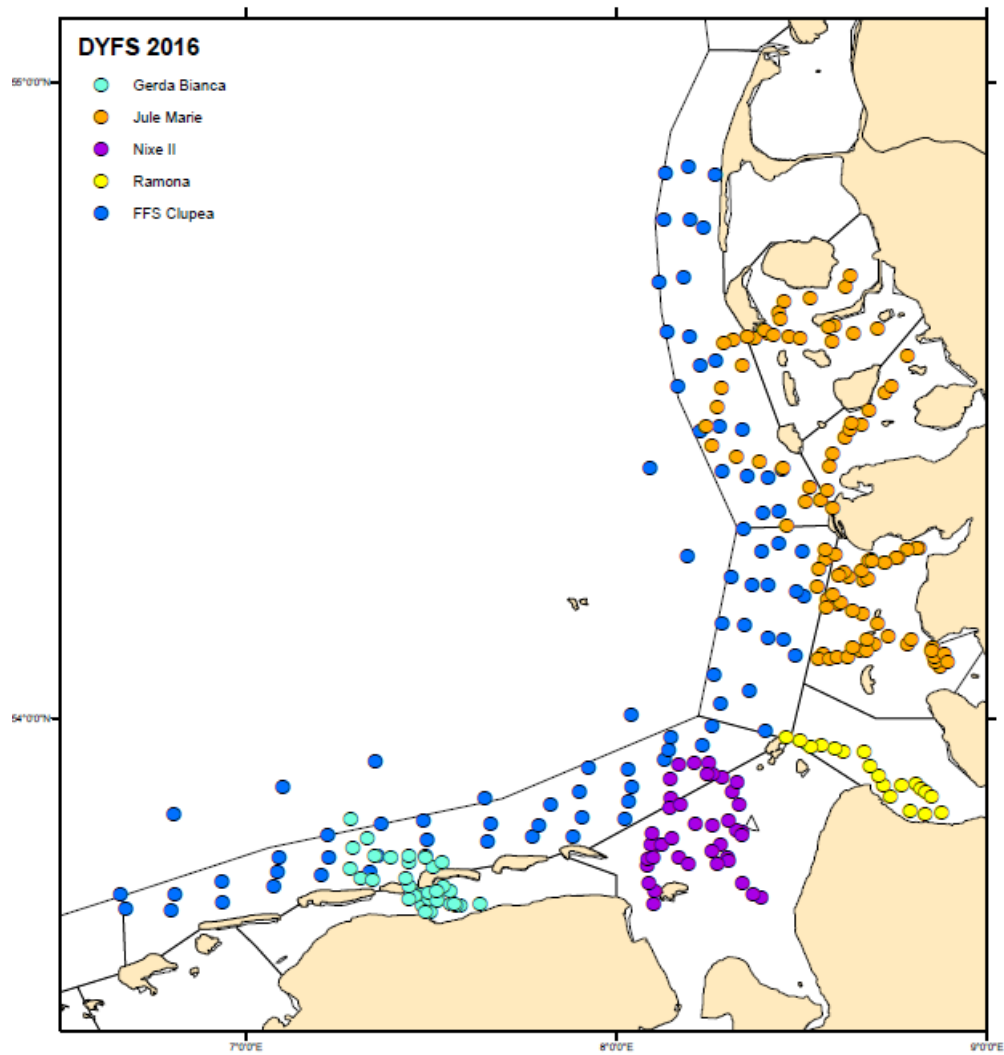 DYFS 2016
Gerda Bianca
Jule Marie
Nixe II
Ramona
FFS Clupea
55°0'0"N
54°0'0"N
7°0'0"E
8°0'0"E
9°0'0"E